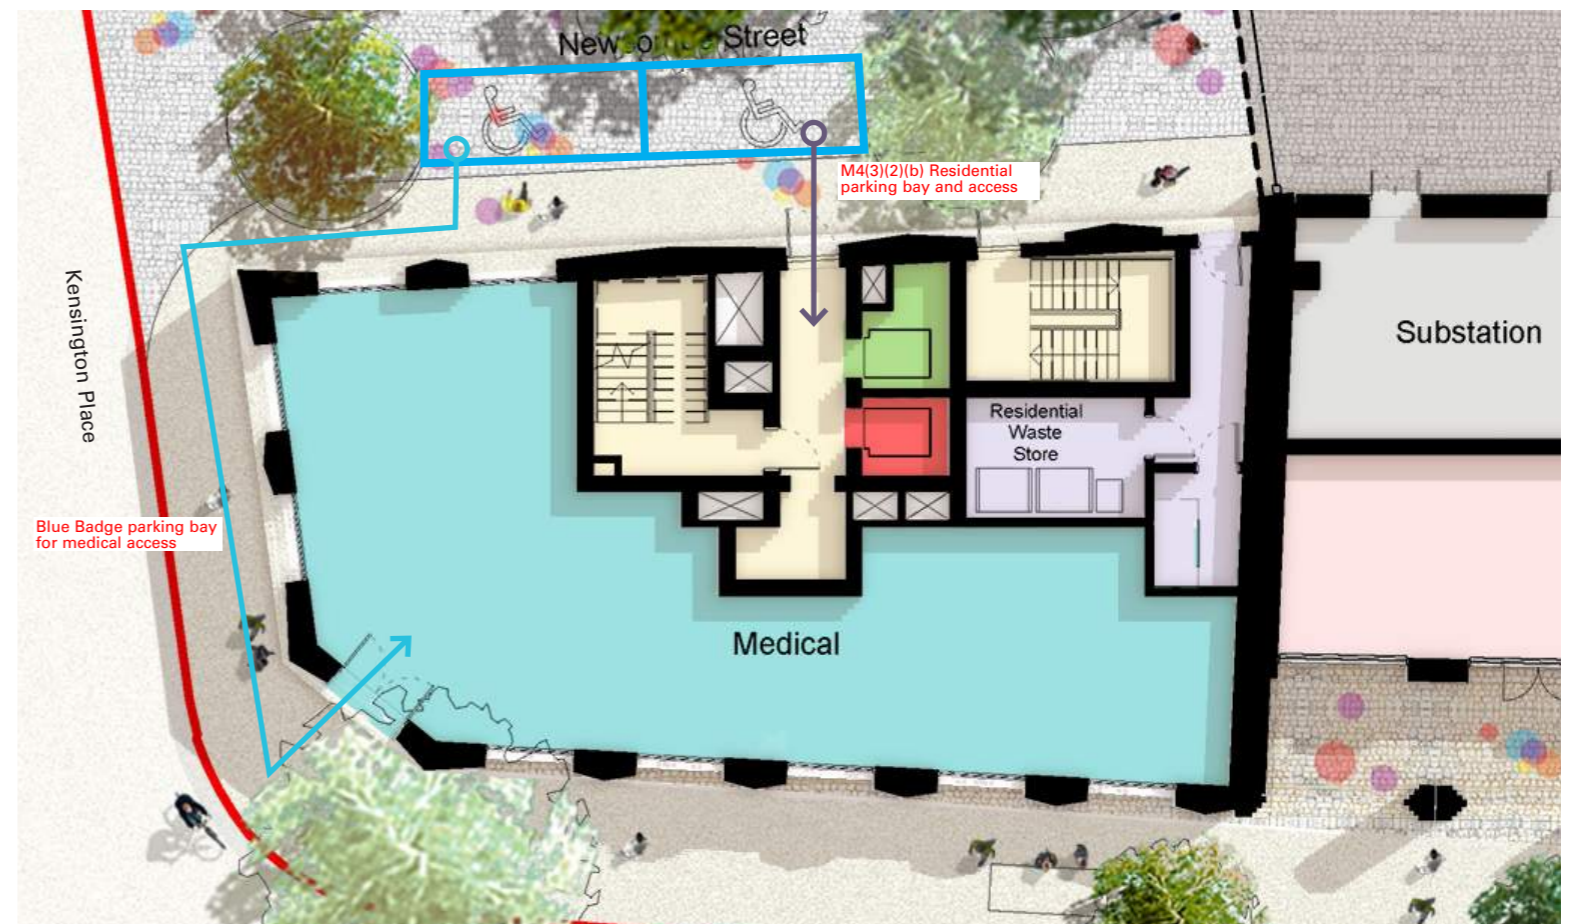 Street
M4(3)(2)(b) Residential
parking bay and access
Kensington Place
Substation
Residential
Waste
Store
Blue Badge parking bay
for medical access
Medical